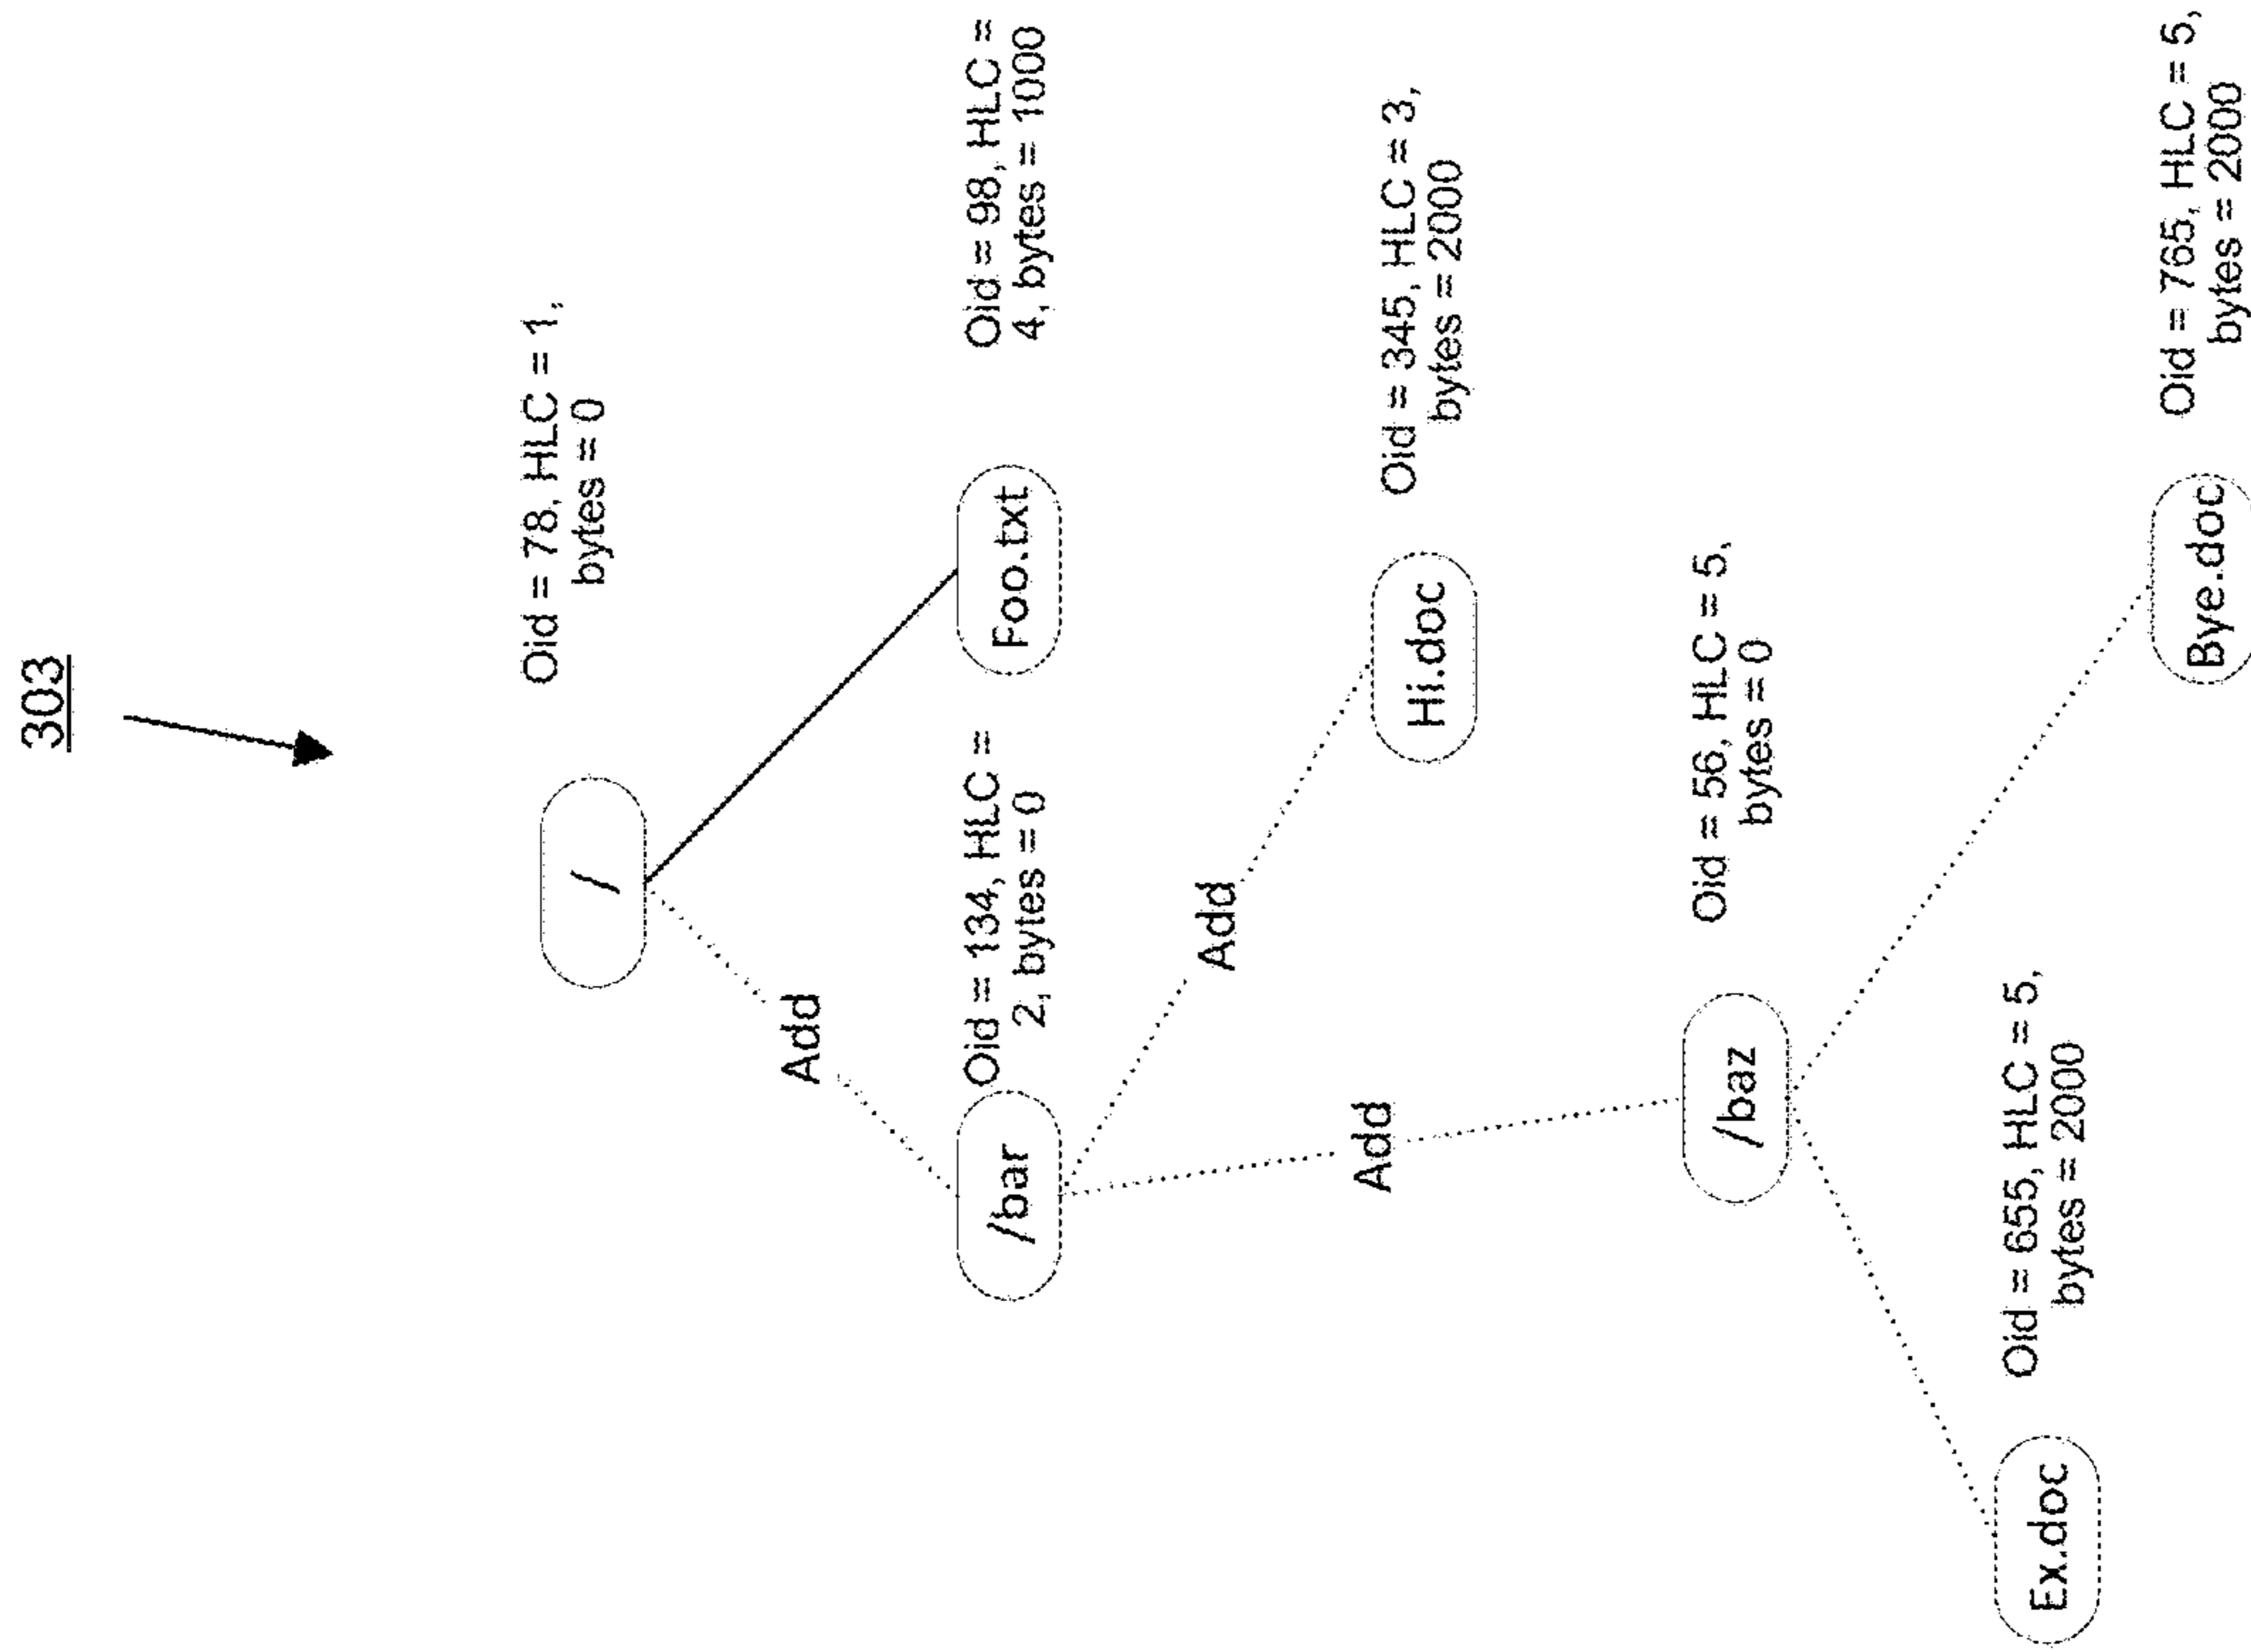 303
/
Oid = 78, HLC = 1,
bytes = 0
Add
/bar
Oid = 134, HLC =
2, bytes = 0
Foo.txt
Oid = 98, HLC =
4, bytes = 1000
Add
Add
Hi.doc
Oid = 345, HLC = 3,
bytes = 2000
/baz
Oid = 56, HLC = 5,
bytes = 0
Ex.doc
Oid = 655, HLC = 5,
bytes = 2000
Bye.doc
Oid = 765, HLC = 5,
bytes = 2000